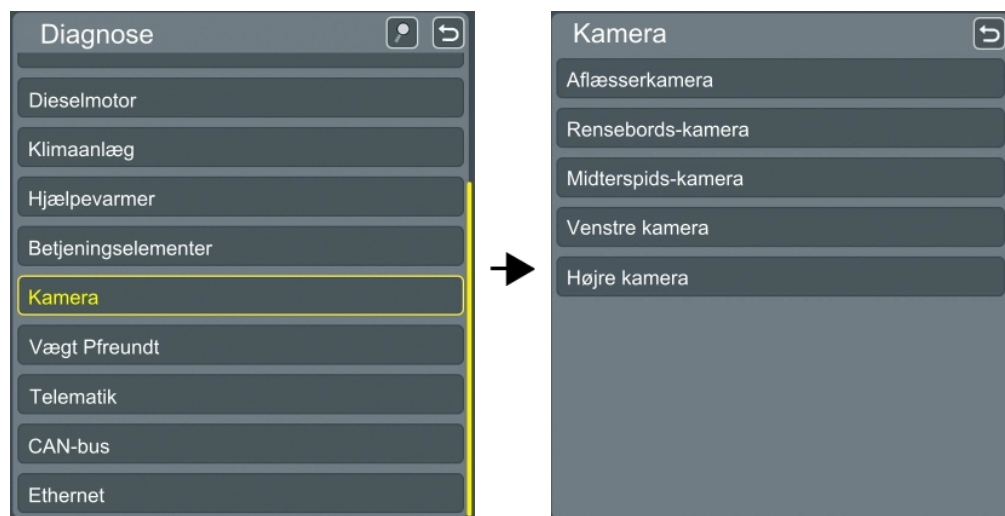 Diagnose
Dieselmotor
Klimaanlæg
Hjælpevarmer
Betjeningselementer
Kamera
Vægt Pfreundt
Telematik
CAN-bus
Ethernet
Kamera
Aflæsserkamera
Rensebords-kamera
Midterspids-kamera
Venstre kamera
Højre kamera